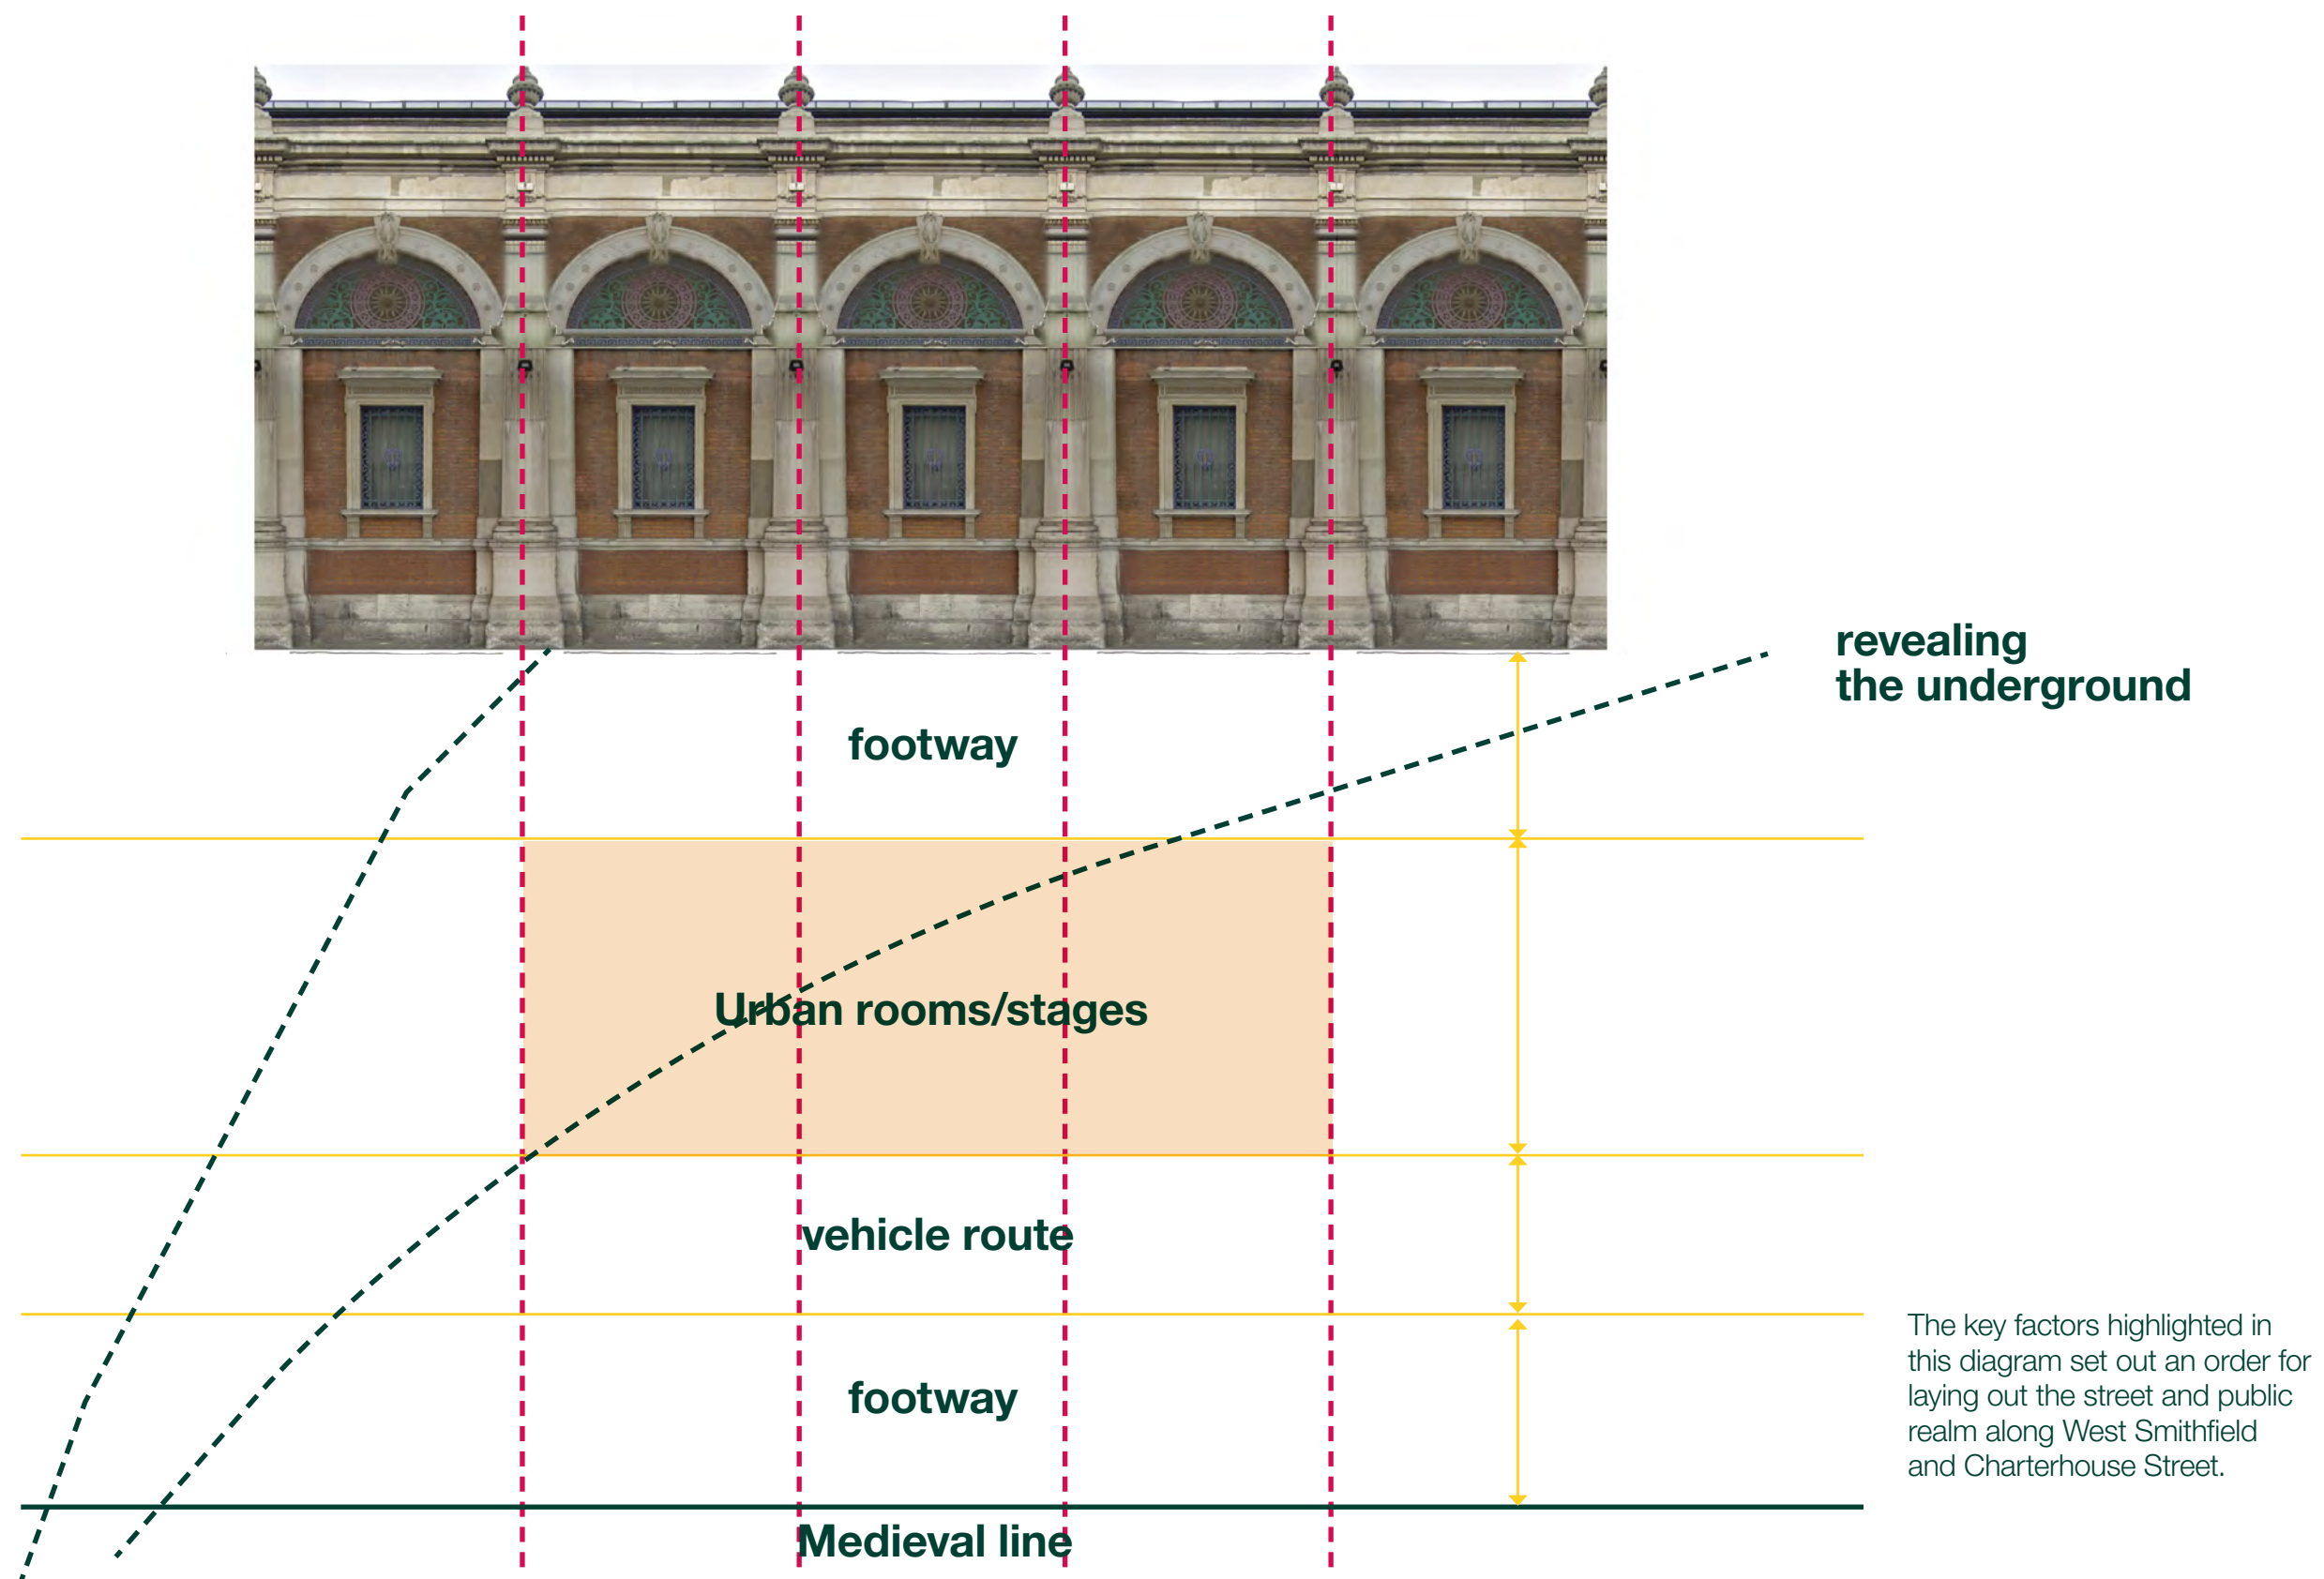 revealing
the underground
footway
Urban rooms/stages
vehicle route
footway
The key factors highlighted in
this diagram set out an order for
laying out the street and public
realm along West Smithfield
and Charterhouse Street.
Medieval line